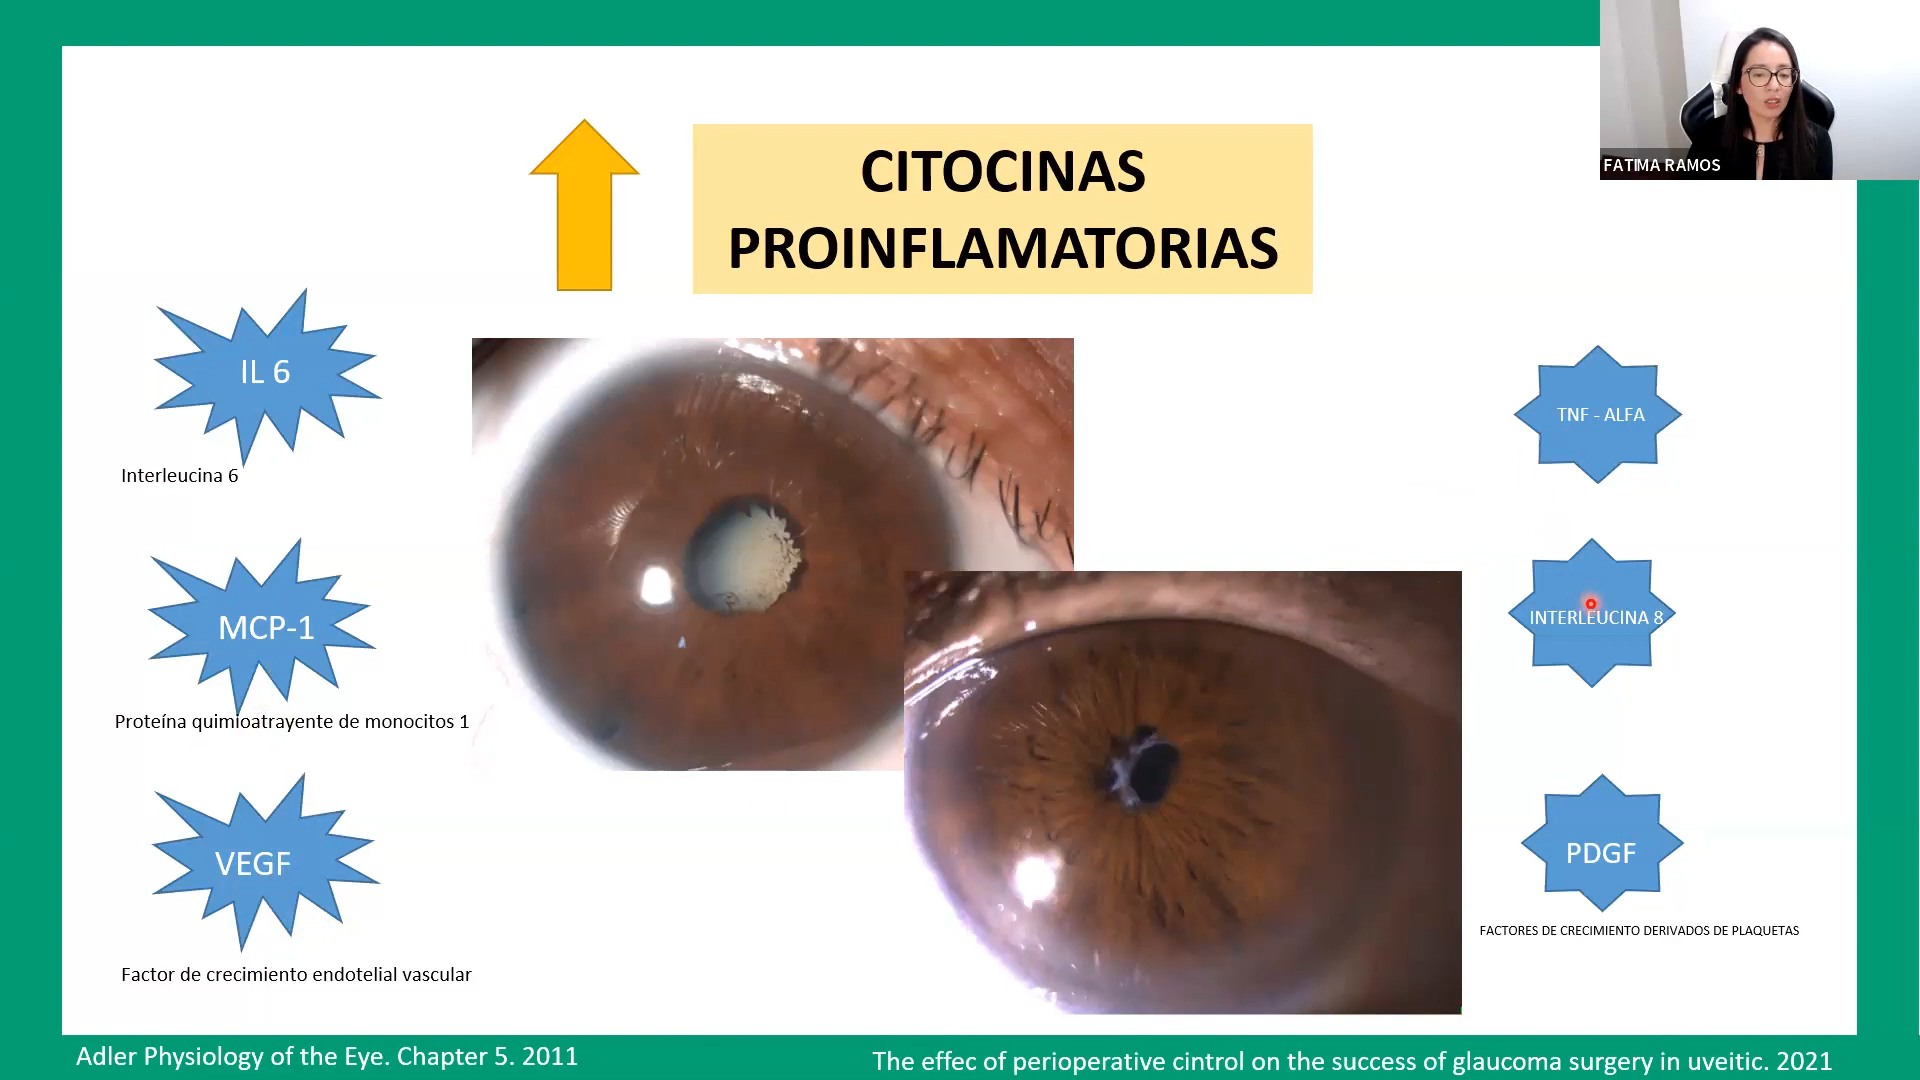 FATIMA RAMOS
CITOCINAS
PROINFLAMATORIAS
IL 6
Interleucina 6
MCP-1
Proteína quimioatrayente de monocitos 1
VEGF
Factor de crecimiento endotelial vascular
TNF - ALFA
INTERLEUCINA 8
PDGF
FACTORES DE CRECIMIENTO DERIVADOS DE PLAQUETAS
Adler Physiology of the Eye. Chapter 5. 2011
The effec of perioperative cintrol on the success of glaucoma surgery in uveitic. 2021